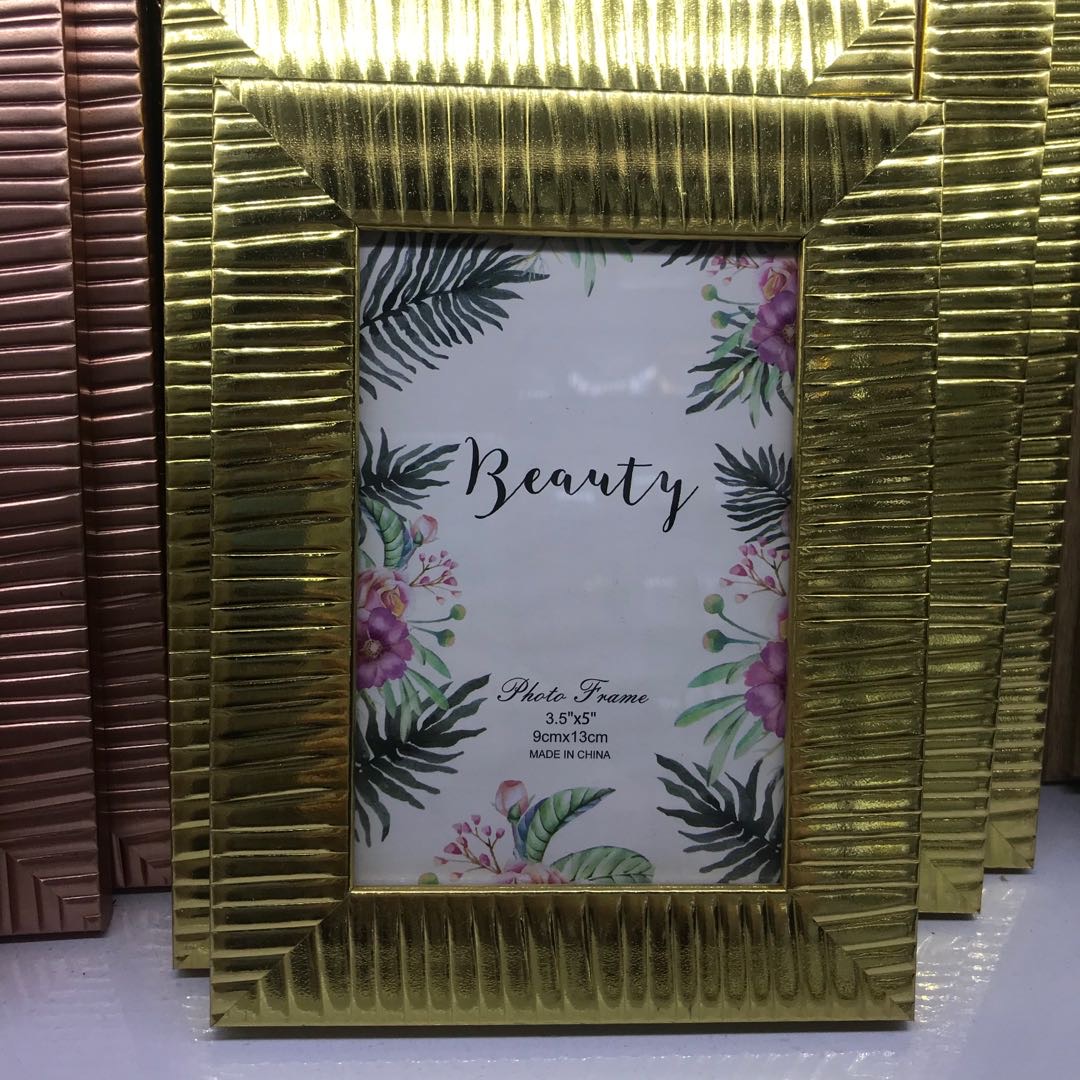 Beauty
Photo Frame
3.5"x5"
9cmx13cm
MADE IN CHINA